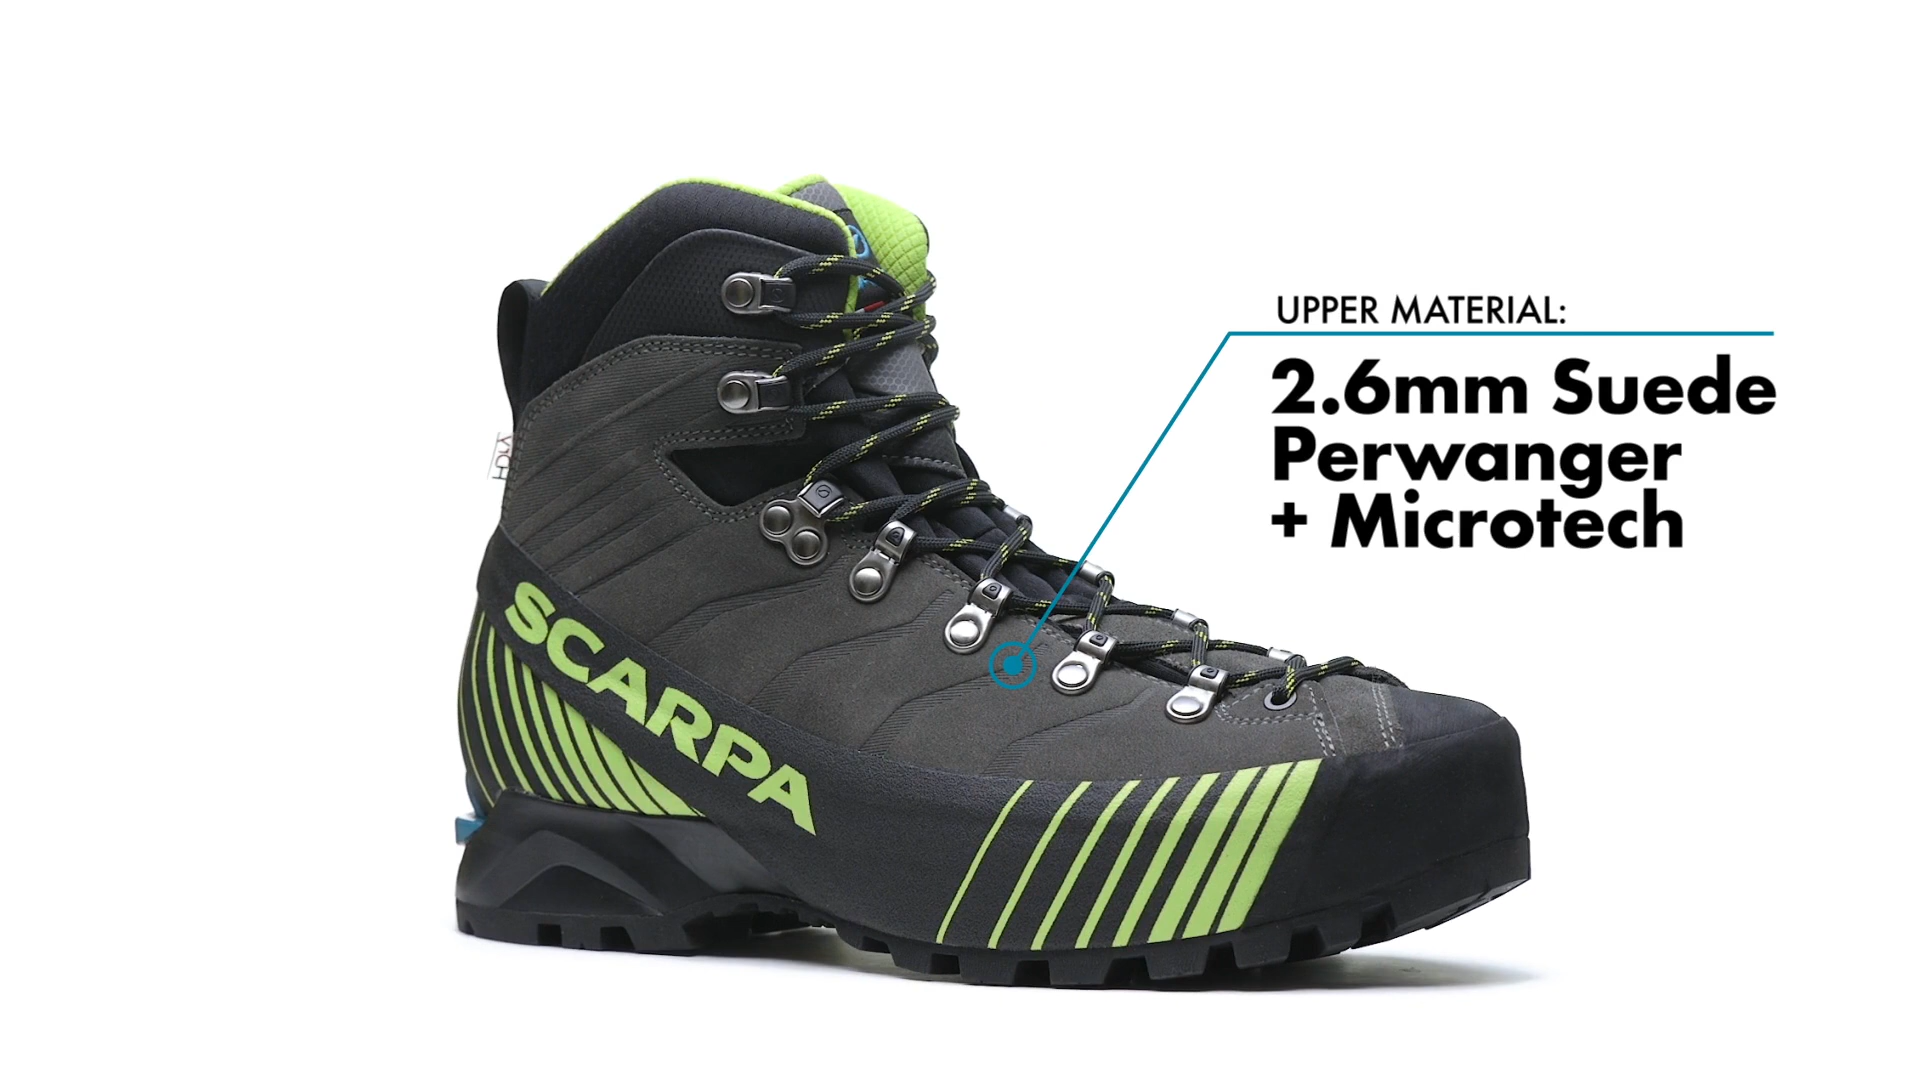 UPPER MATERIAL:
2.6mm Suede
Perwanger
+ Microtech
SCARPA